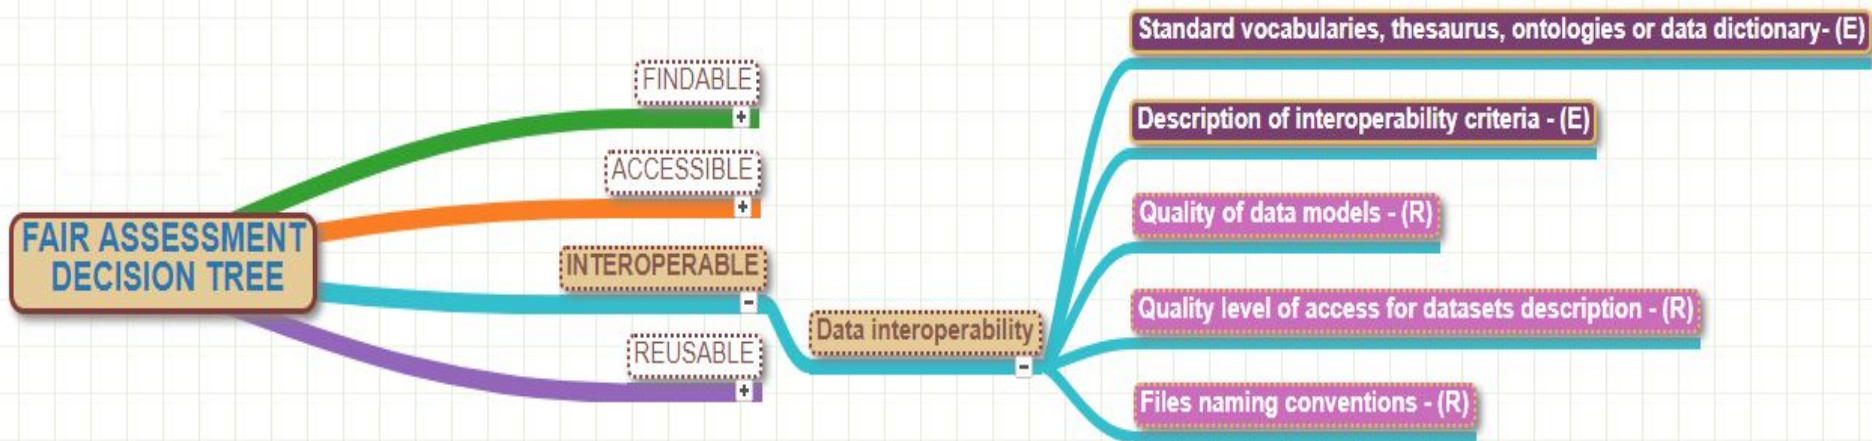 FAIR ASSESSMENT
DECISION TREE
FINDABLE
ACCESSIBLE
INTEROPERABLE
REUSABLE
Data interoperability
Standard vocabularies, thesaurus, ontologies or data dictionary- (E)
Description of interoperability criteria - (E)
Quality of data models - (R)
Quality level of access for datasets description - (R)
Files naming conventions - (R)